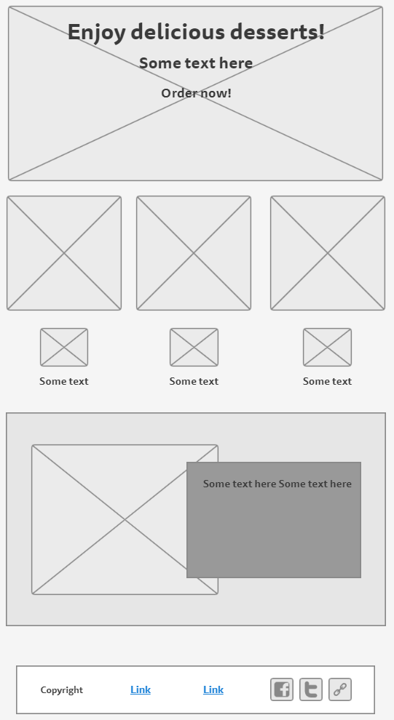 Enjoy delicious desserts!
Some text here
Order now!
Some text
Some text
Some text
Some text here Some text here
Copyright
Link
Link